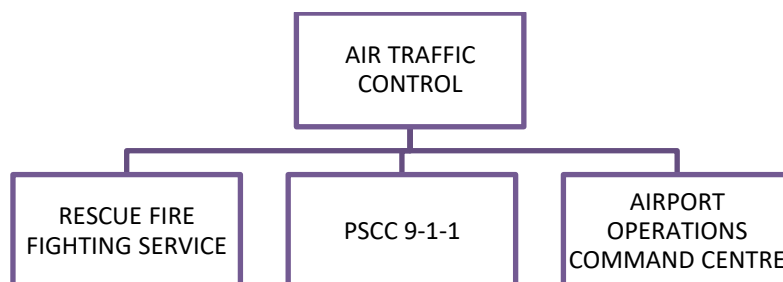 AIR TRAFFIC
CONTROL
RESCUE FIRE
FIGHTING SERVICE
PSCC 9-1-1
AIRPORT
OPERATIONS
COMMAND CENTRE